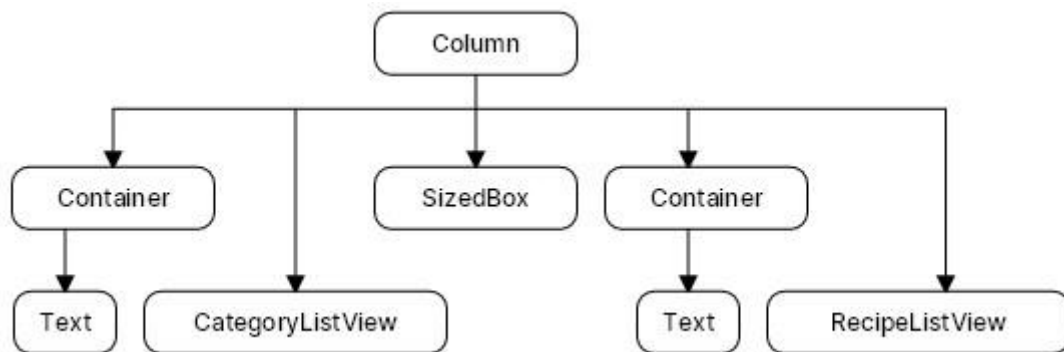 Column
Container
SizedBox
Container
Text
CategoryListView
Text
RecipeListView